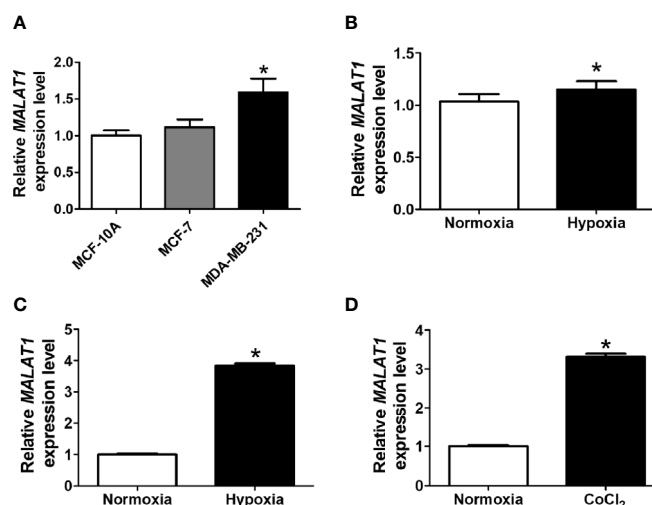 A
Relative MALAT1
expression level
2.0
1.5
1.0
0.5
0.0
*
MCF-10A
MCF-7
MDA-MB-231
B
Relative MALAT1
expression level
1.5
1.0
0.5
0.0
*
Normoxia Hypoxia
C
Relative MALAT1
expression level
5
4
3
2
1
0
*
Normoxia Hypoxia
D
Relative MALAT1
expression level
4
3
2
1
0
*
Normoxia CoCl₂